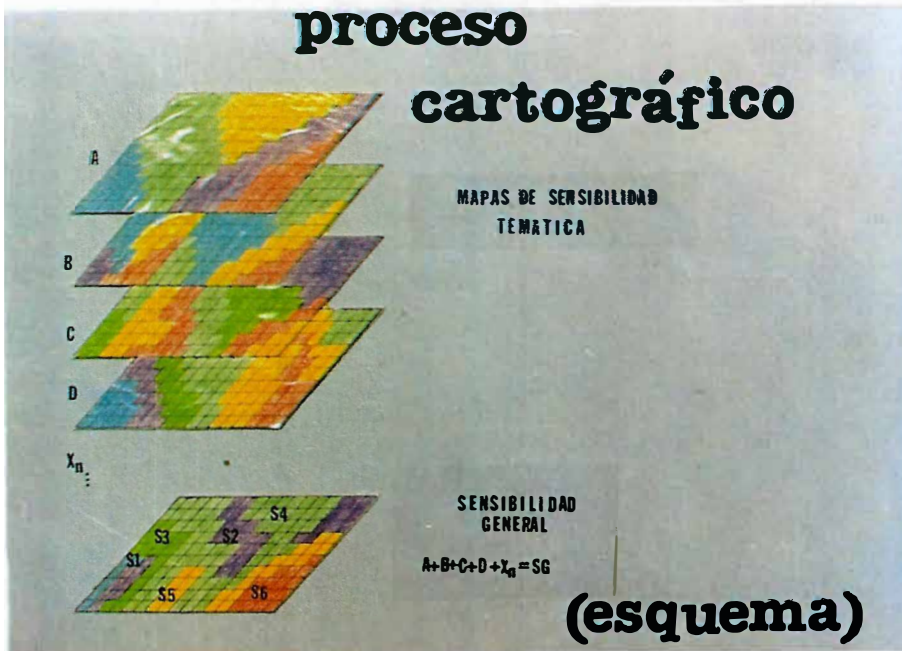 proceso
cartográfico
A
MAPAS DE SENSIBILIDAD
TEMATICA
B
C
D
Xn
⋮
S4
S3
S2
S1
S5
S6
SENSIBILIDAD
GENERAL
A+B+C+D+Xn=SG
(esquema)